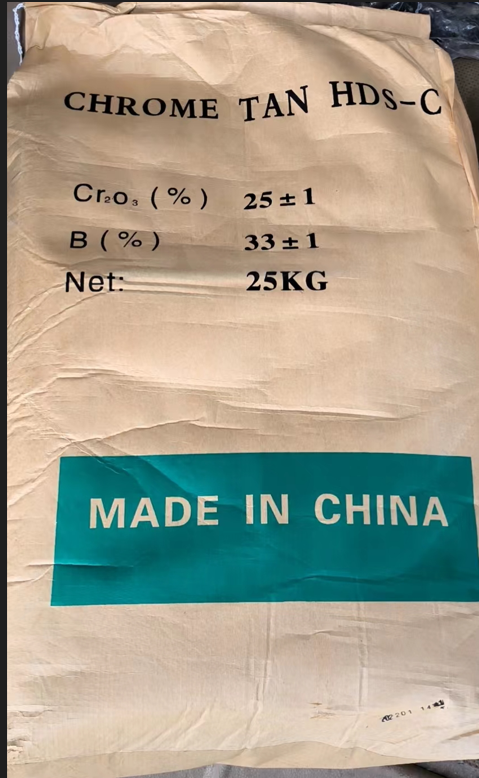 CHROME TAN HDS-C
Cr₂O₃ (%) 25±1
B (%) 33±1
Net: 25KG
MADE IN CHINA